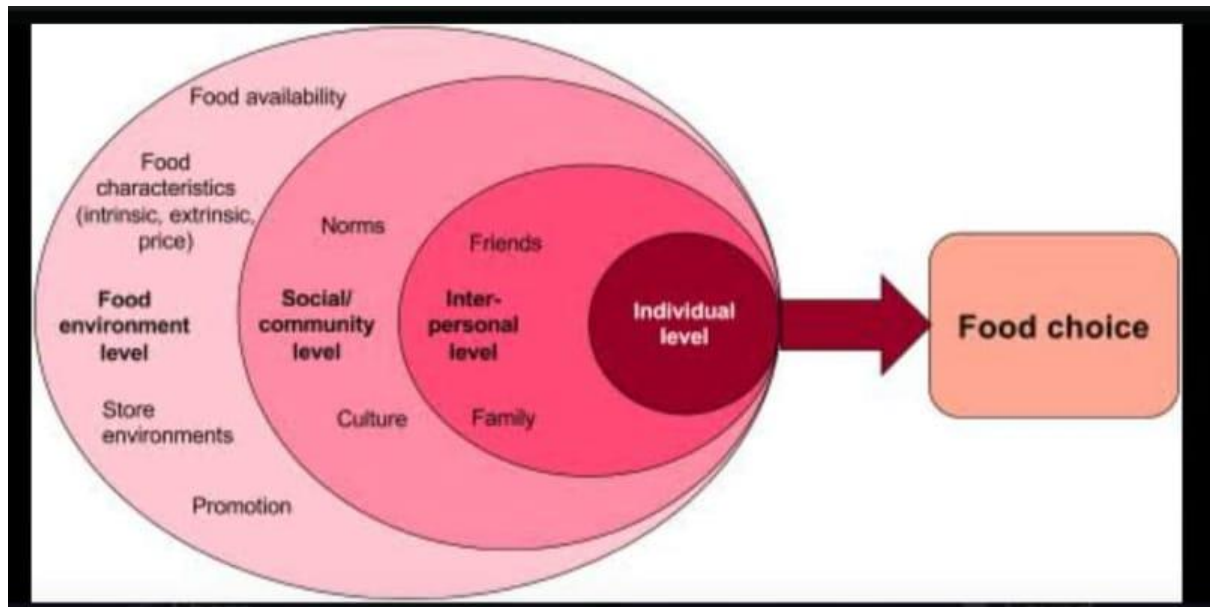 Food availability
Food
characteristics
(intrinsic, extrinsic,
price)
Food
environment
level
Store
environments
Promotion
Norms
Social/
community
level
Culture
Friends
Inter-
personal
level
Family
Individual
level
Food choice